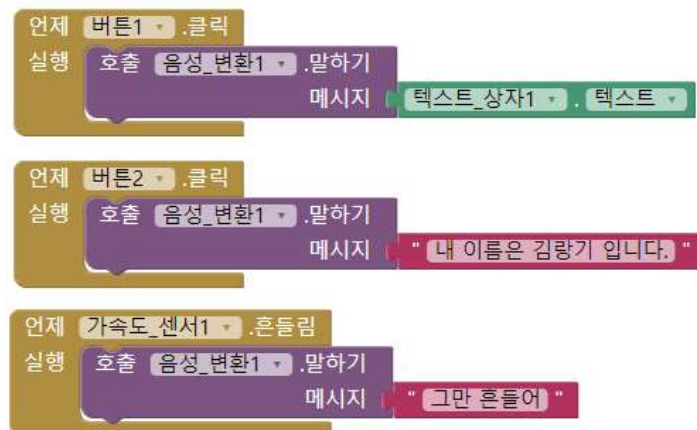 언제 버튼1 .클릭
실행 호출 음성_변환1 .말하기
메시지 텍스트_상자1 . 텍스트
언제 버튼2 .클릭
실행 호출 음성_변환1 .말하기
메시지 " 내 이름은 김랑기 입니다. "
언제 가속도_센서1 .흔들림
실행 호출 음성_변환1 .말하기
메시지 " 그만 흔들어 "